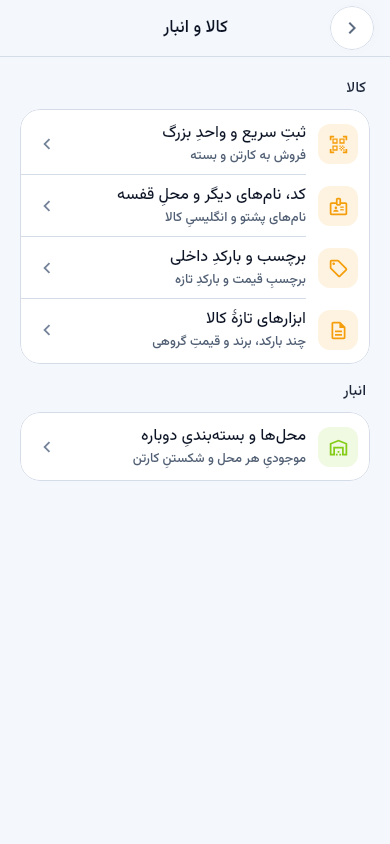 کالا و انبار
کالا
ثبتِ سریع و واحدِ بزرگ
فروش به کارتن و بسته
کد، نام‌های دیگر و محلِ قفسه
نام‌های پشتو و انگلیسیِ کالا
برچسب و بارکدِ داخلی
برچسبِ قیمت و بارکدِ تازه
ابزارهای تازهٔ کالا
چند بارکد، برند و قیمتِ گروهی
انبار
محل‌ها و بسته‌بندیِ دوباره
موجودیِ هر محل و شکستنِ کارتن